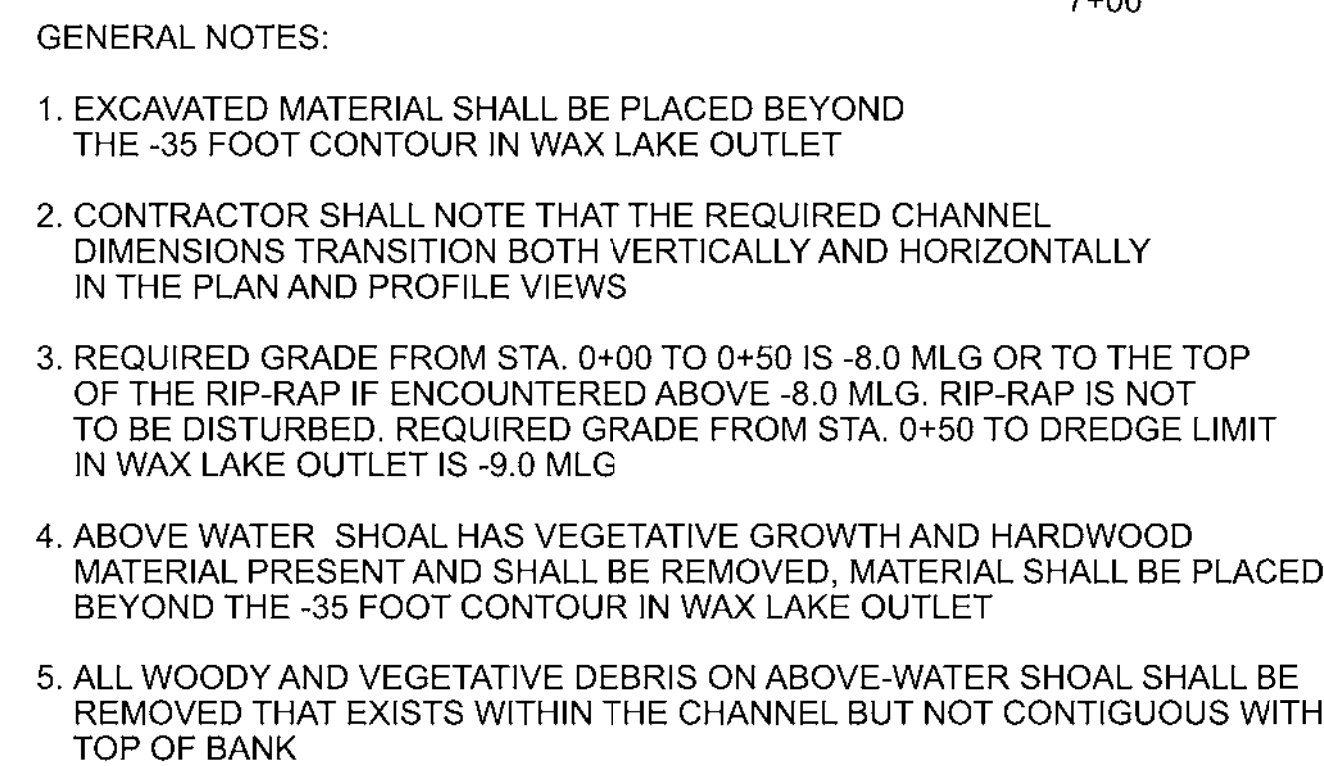 7+00
GENERAL NOTES:
1. EXCAVATED MATERIAL SHALL BE PLACED BEYOND
THE -35 FOOT CONTOUR IN WAX LAKE OUTLET
2. CONTRACTOR SHALL NOTE THAT THE REQUIRED CHANNEL
DIMENSIONS TRANSITION BOTH VERTICALLY AND HORIZONTALLY
IN THE PLAN AND PROFILE VIEWS
3. REQUIRED GRADE FROM STA. 0+00 TO 0+50 IS -8.0 MLG OR TO THE TOP
OF THE RIP-RAP IF ENCOUNTERED ABOVE -8.0 MLG. RIP-RAP IS NOT
TO BE DISTURBED. REQUIRED GRADE FROM STA. 0+50 TO DREDGE LIMIT
IN WAX LAKE OUTLET IS -9.0 MLG
4. ABOVE WATER SHOAL HAS VEGETATIVE GROWTH AND HARDWOOD
MATERIAL PRESENT AND SHALL BE REMOVED, MATERIAL SHALL BE PLACED
BEYOND THE -35 FOOT CONTOUR IN WAX LAKE OUTLET
5. ALL WOODY AND VEGETATIVE DEBRIS ON ABOVE-WATER SHOAL SHALL BE
REMOVED THAT EXISTS WITHIN THE CHANNEL BUT NOT CONTIGUOUS WITH
TOP OF BANK